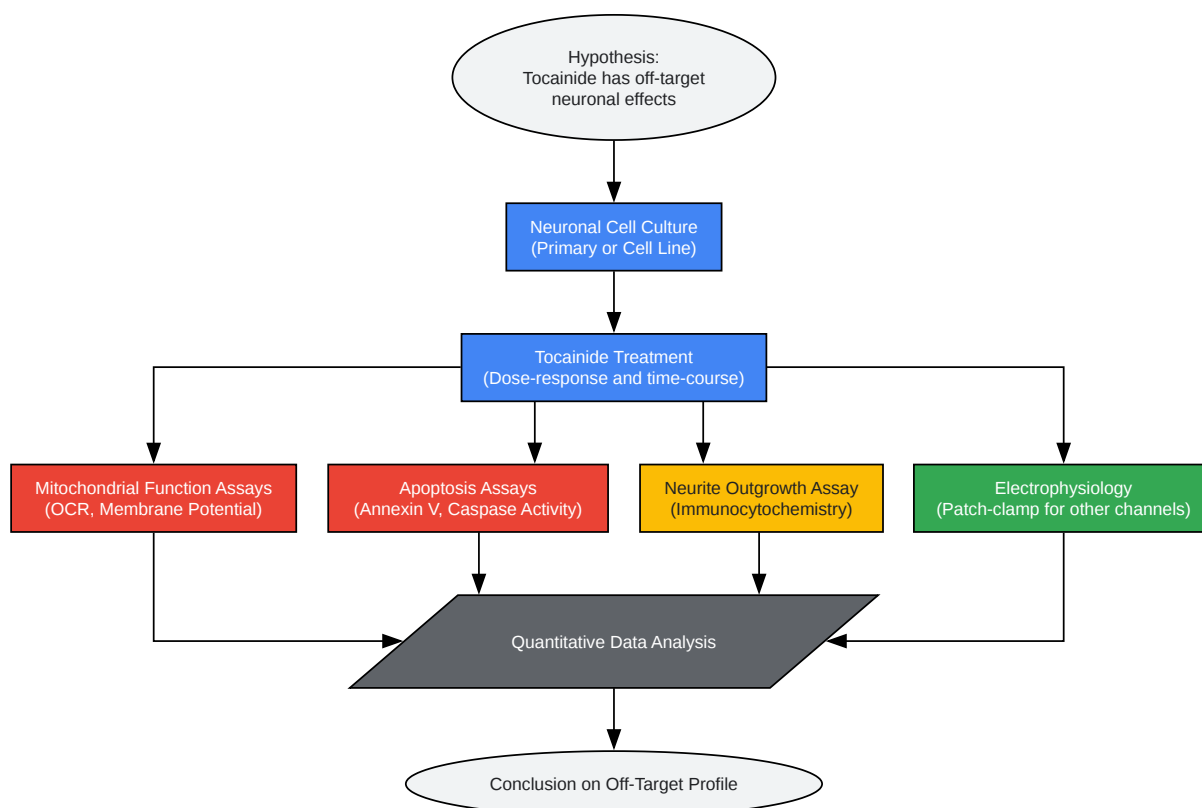 Hypothesis:
Tocainide has off-target
neuronal effects
Neuronal Cell Culture
(Primary or Cell Line)
Tocainide Treatment
(Dose-response and time-course)
Mitochondrial Function Assays
(OCR, Membrane Potential)
Apoptosis Assays
(Annexin V, Caspase Activity)
Neurite Outgrowth Assay
(Immunocytochemistry)
Electrophysiology
(Patch-clamp for other channels)
Quantitative Data Analysis
Conclusion on Off-Target Profile